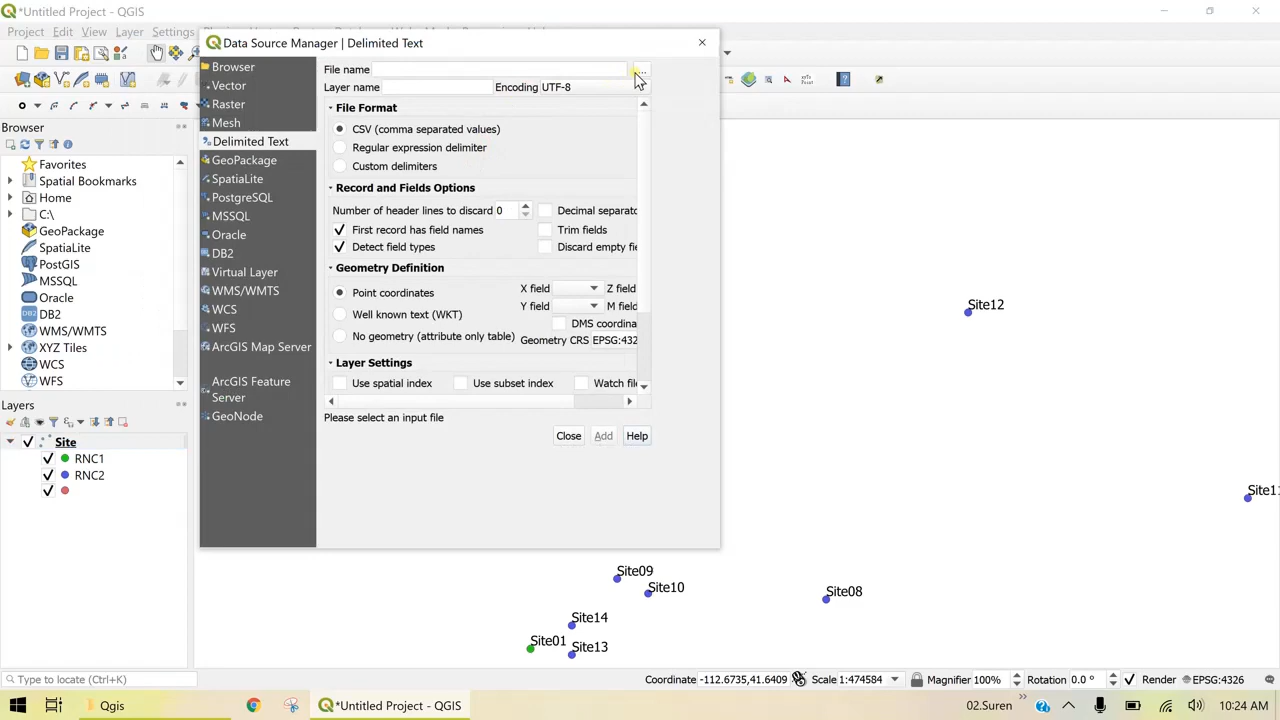 *Untitled Project - QGIS
Project Edit View Layer Settings
Data Source Manager | Delimited Text
Browser
Vector
Raster
Mesh
Delimited Text
GeoPackage
SpatiaLite
PostgreSQL
MSSQL
Oracle
DB2
Virtual Layer
WMS/WMTS
WCS
WFS
ArcGIS Map Server
ArcGIS Feature
Server
GeoNode
File name
...
Layer name
Encoding UTF-8
File Format
CSV (comma separated values)
Regular expression delimiter
Custom delimiters
Record and Fields Options
Number of header lines to discard 0
Decimal separato
First record has field names
Trim fields
Detect field types
Discard empty fie
Geometry Definition
Point coordinates
X field
Z field
Y field
M field
Well known text (WKT)
DMS coordina
No geometry (attribute only table)
Geometry CRS EPSG:4326
Layer Settings
Use spatial index
Use subset index
Watch file
Please select an input file
Close
Add
Help
Browser
Favorites
Spatial Bookmarks
Home
C:\
GeoPackage
SpatiaLite
PostGIS
MSSQL
Oracle
DB2 DB2
WMS/WMTS
XYZ Tiles
WCS
WFS
Layers
Site
RNC1
RNC2
Site12
Site11
Site09
Site10
Site08
Site14
Site01
Site13
Type to locate (Ctrl+K)
Coordinate -112.6735,41.6409
Scale 1:474584
Magnifier 100%
Rotation 0.0 °
Render
EPSG:4326
Qgis
*Untitled Project - QGIS
02.Suren
10:24 AM